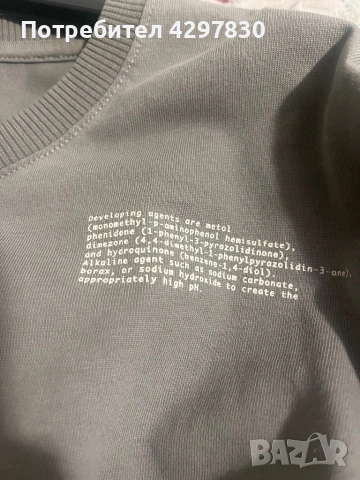 Потребител 4297830
Developing agents are metol
(monomethyl-p-aminophenol hemisulfate),
phenidone (1-phenyl-3-pyrazolidinone),
dimezone (4,4-dimethyl-1-phenylpyrazolidin-3-one),
and hydroquinone (benzene-1,4-diol).
Alkaline agent such as sodium carbonate,
borax, or sodium hydroxide to create the
appropriately high pH.
BAZAR